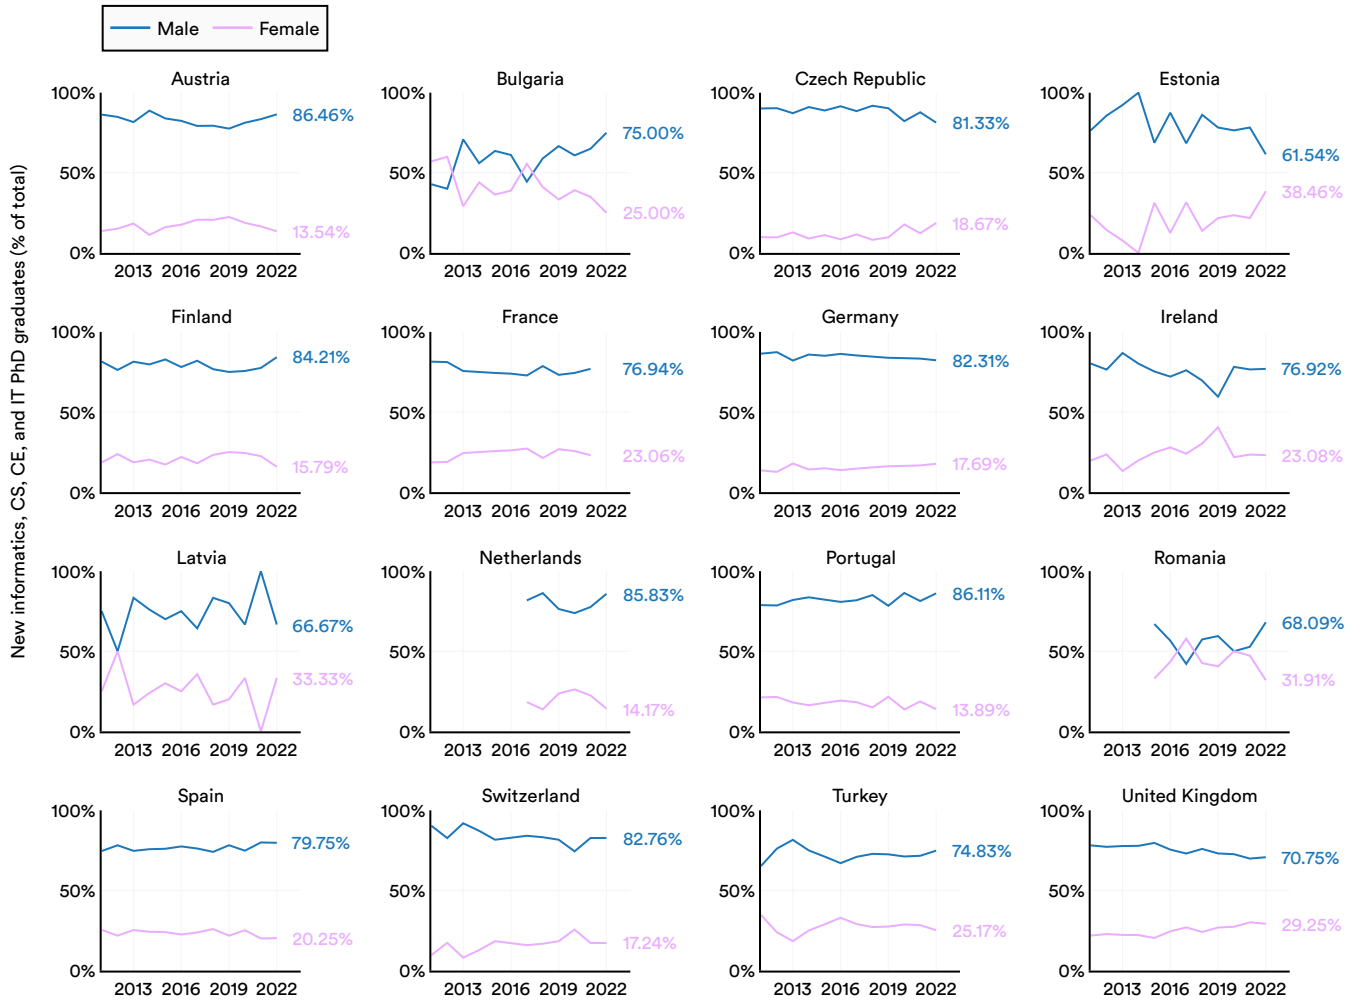 Male Female
New informatics, CS, CE, and IT PhD graduates (% of total)
Austria
100%
50%
0%
2013 2016 2019 2022
86.46%
13.54%
Bulgaria
100%
50%
0%
2013 2016 2019 2022
75.00%
25.00%
Czech Republic
100%
50%
0%
2013 2016 2019 2022
81.33%
18.67%
Estonia
100%
50%
0%
2013 2016 2019 2022
61.54%
38.46%
Finland
100%
50%
0%
2013 2016 2019 2022
84.21%
15.79%
France
100%
50%
0%
2013 2016 2019 2022
76.94%
23.06%
Germany
100%
50%
0%
2013 2016 2019 2022
82.31%
17.69%
Ireland
100%
50%
0%
2013 2016 2019 2022
76.92%
23.08%
Latvia
100%
50%
0%
2013 2016 2019 2022
66.67%
33.33%
Netherlands
100%
50%
0%
2013 2016 2019 2022
85.83%
14.17%
Portugal
100%
50%
0%
2013 2016 2019 2022
86.11%
13.89%
Romania
100%
50%
0%
2013 2016 2019 2022
68.09%
31.91%
Spain
100%
50%
0%
2013 2016 2019 2022
79.75%
20.25%
Switzerland
100%
50%
0%
2013 2016 2019 2022
82.76%
17.24%
Turkey
100%
50%
0%
2013 2016 2019 2022
74.83%
25.17%
United Kingdom
100%
50%
0%
2013 2016 2019 2022
70.75%
29.25%